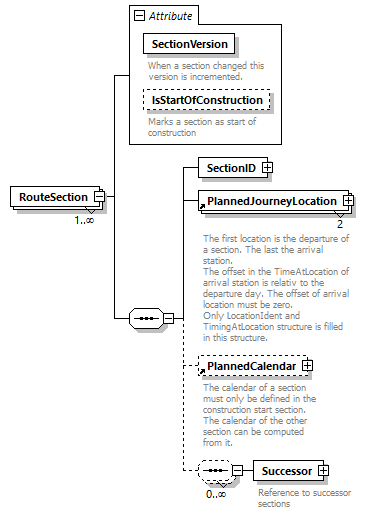 Attribute
SectionVersion
When a section changed this
version is incremented.
IsStartOfConstruction
Marks a section as start of
construction
RouteSection
1..∞
SectionID
PlannedJourneyLocation
2
The first location is the departure of
a section. The last the arrival
station.
The offset in the TimeAtLocation of
arrival station is relativ to the
departure day. The offset of arrival
location must be zero.
Only LocationIdent and
TimingAtLocation structure is filled
in this structure.
PlannedCalendar
The calendar of a section
must only be defined in the
construction start section.
The calendar of the other
section can be computed
from it.
0..∞
Successor
Reference to successor
sections